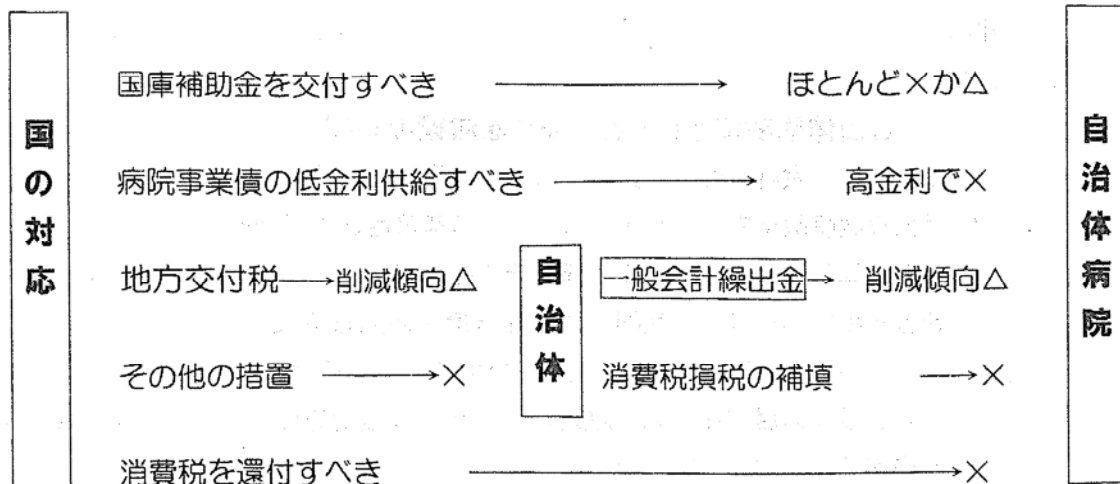 国の対応
国庫補助金を交付すべき → ほとんど×か△
病院事業債の低金利供給すべき → 高金利で×
地方交付税→削減傾向△
自治体
一般会計繰出金→ 削減傾向△
その他の措置 →×
消費税損税の補填 →×
消費税を還付すべき →×
自治体病院